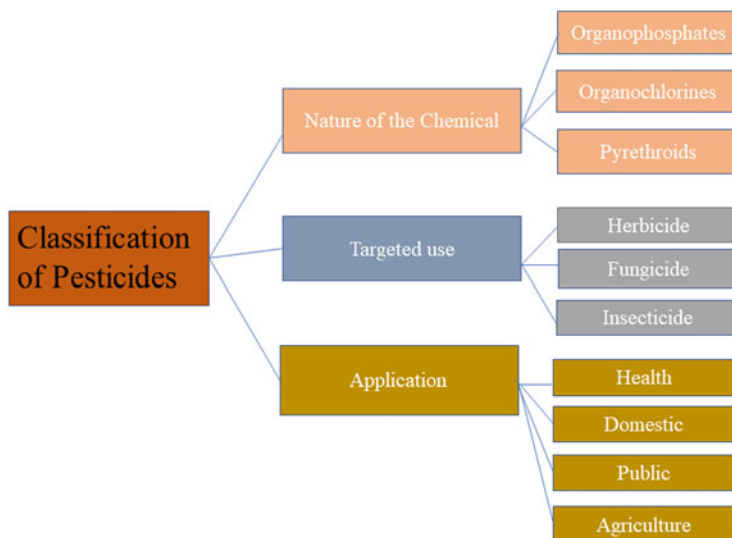 Classification
of Pesticides
Nature of the Chemical
Organophosphates
Organochlorines
Pyrethroids
Targeted use
Herbicide
Fungicide
Insecticide
Application
Health
Domestic
Public
Agriculture